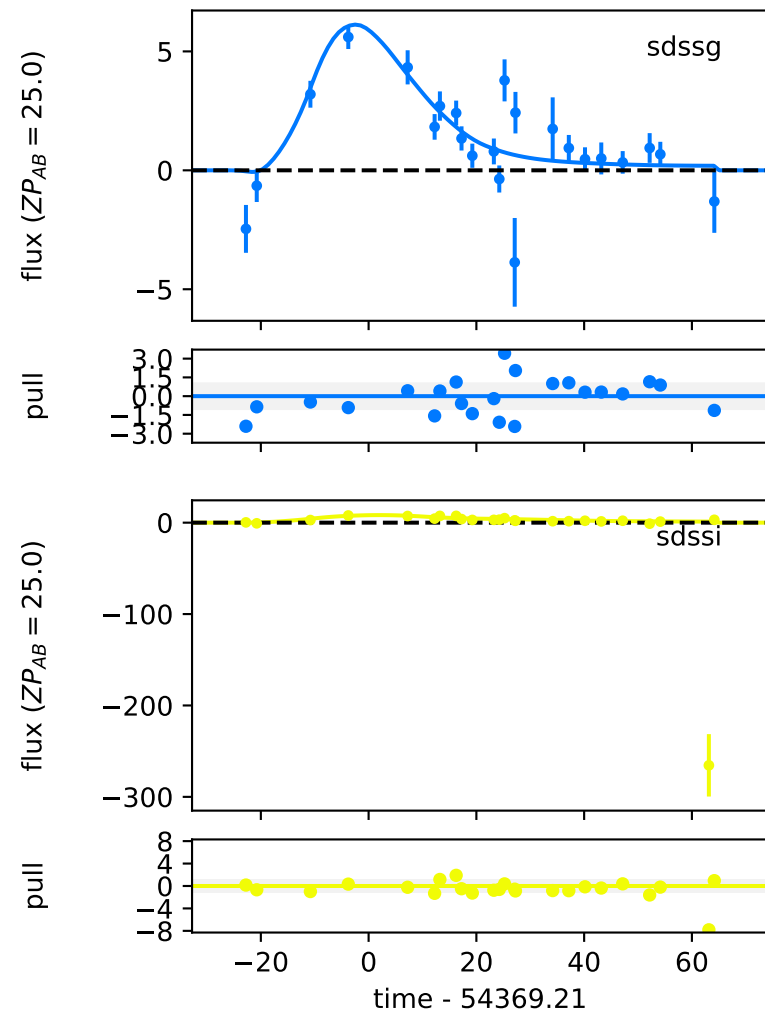 sdssg
flux (ZP_AB = 25.0)
5
0
−5
pull
3.0
1.5
0.0
−1.5
−3.0
sdssi
flux (ZP_AB = 25.0)
0
−100
−200
−300
pull
8
4
0
−4
−8
−20 0 20 40 60
time - 54369.21